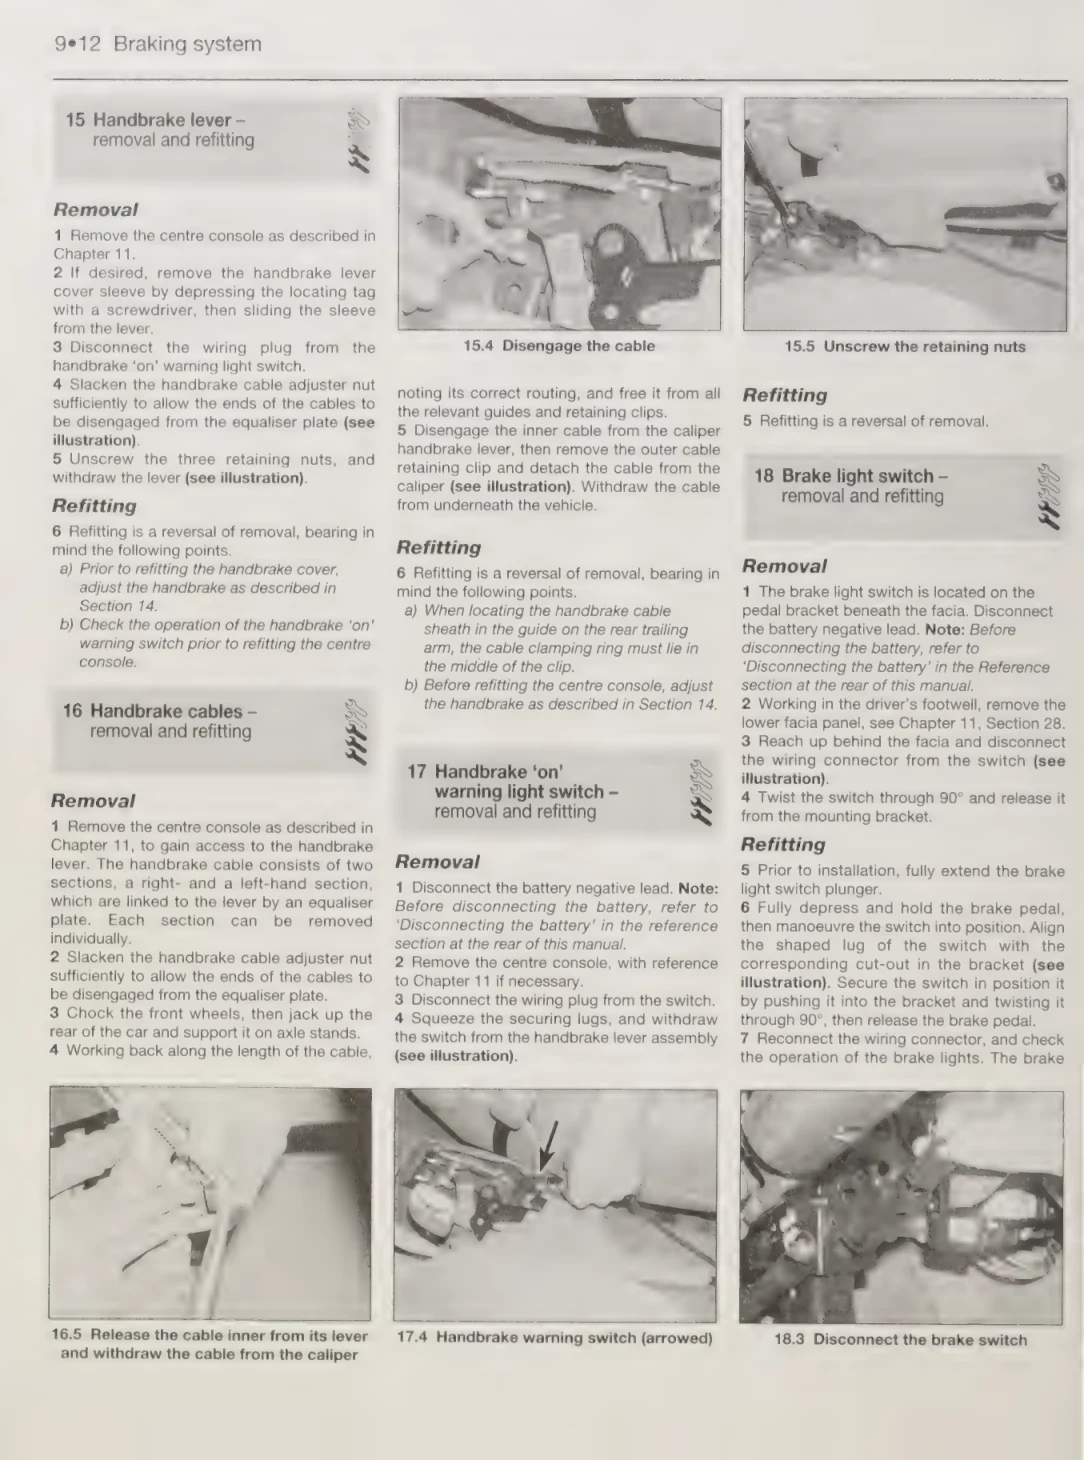 9•12 Braking system
15 Handbrake lever –
removal and refitting
Removal
1 Remove the centre console as described in
Chapter 11.
2 If desired, remove the handbrake lever
cover sleeve by depressing the locating tag
with a screwdriver, then sliding the sleeve
from the lever.
3 Disconnect the wiring plug from the
handbrake ‘on’ warning light switch.
4 Slacken the handbrake cable adjuster nut
sufficiently to allow the ends of the cables to
be disengaged from the equaliser plate (see
illustration).
5 Unscrew the three retaining nuts, and
withdraw the lever (see illustration).
Refitting
6 Refitting is a reversal of removal, bearing in
mind the following points.
a) Prior to refitting the handbrake cover,
adjust the handbrake as described in
Section 14.
b) Check the operation of the handbrake ‘on’
warning switch prior to refitting the centre
console.
16 Handbrake cables –
removal and refitting
Removal
1 Remove the centre console as described in
Chapter 11, to gain access to the handbrake
lever. The handbrake cable consists of two
sections, a right- and a left-hand section,
which are linked to the lever by an equaliser
plate. Each section can be removed
individually.
2 Slacken the handbrake cable adjuster nut
sufficiently to allow the ends of the cables to
be disengaged from the equaliser plate.
3 Chock the front wheels, then jack up the
rear of the car and support it on axle stands.
4 Working back along the length of the cable,
15.4 Disengage the cable
noting its correct routing, and free it from all
the relevant guides and retaining clips.
5 Disengage the inner cable from the caliper
handbrake lever, then remove the outer cable
retaining clip and detach the cable from the
caliper (see illustration). Withdraw the cable
from underneath the vehicle.
Refitting
6 Refitting is a reversal of removal, bearing in
mind the following points.
a) When locating the handbrake cable
sheath in the guide on the rear trailing
arm, the cable clamping ring must lie in
the middle of the clip.
b) Before refitting the centre console, adjust
the handbrake as described in Section 14.
17 Handbrake ‘on’
warning light switch –
removal and refitting
Removal
1 Disconnect the battery negative lead. Note:
Before disconnecting the battery, refer to
‘Disconnecting the battery’ in the reference
section at the rear of this manual.
2 Remove the centre console, with reference
to Chapter 11 if necessary.
3 Disconnect the wiring plug from the switch.
4 Squeeze the securing lugs, and withdraw
the switch from the handbrake lever assembly
(see illustration).
15.5 Unscrew the retaining nuts
Refitting
5 Refitting is a reversal of removal.
18 Brake light switch –
removal and refitting
Removal
1 The brake light switch is located on the
pedal bracket beneath the facia. Disconnect
the battery negative lead. Note: Before
disconnecting the battery, refer to
‘Disconnecting the battery’ in the Reference
section at the rear of this manual.
2 Working in the driver’s footwell, remove the
lower facia panel, see Chapter 11, Section 28.
3 Reach up behind the facia and disconnect
the wiring connector from the switch (see
illustration).
4 Twist the switch through 90° and release it
from the mounting bracket.
Refitting
5 Prior to installation, fully extend the brake
light switch plunger.
6 Fully depress and hold the brake pedal,
then manoeuvre the switch into position. Align
the shaped lug of the switch with the
corresponding cut-out in the bracket (see
illustration). Secure the switch in position it
by pushing it into the bracket and twisting it
through 90°, then release the brake pedal.
7 Reconnect the wiring connector, and check
the operation of the brake lights. The brake
16.5 Release the cable inner from its lever
and withdraw the cable from the caliper
17.4 Handbrake warning switch (arrowed)
18.3 Disconnect the brake switch